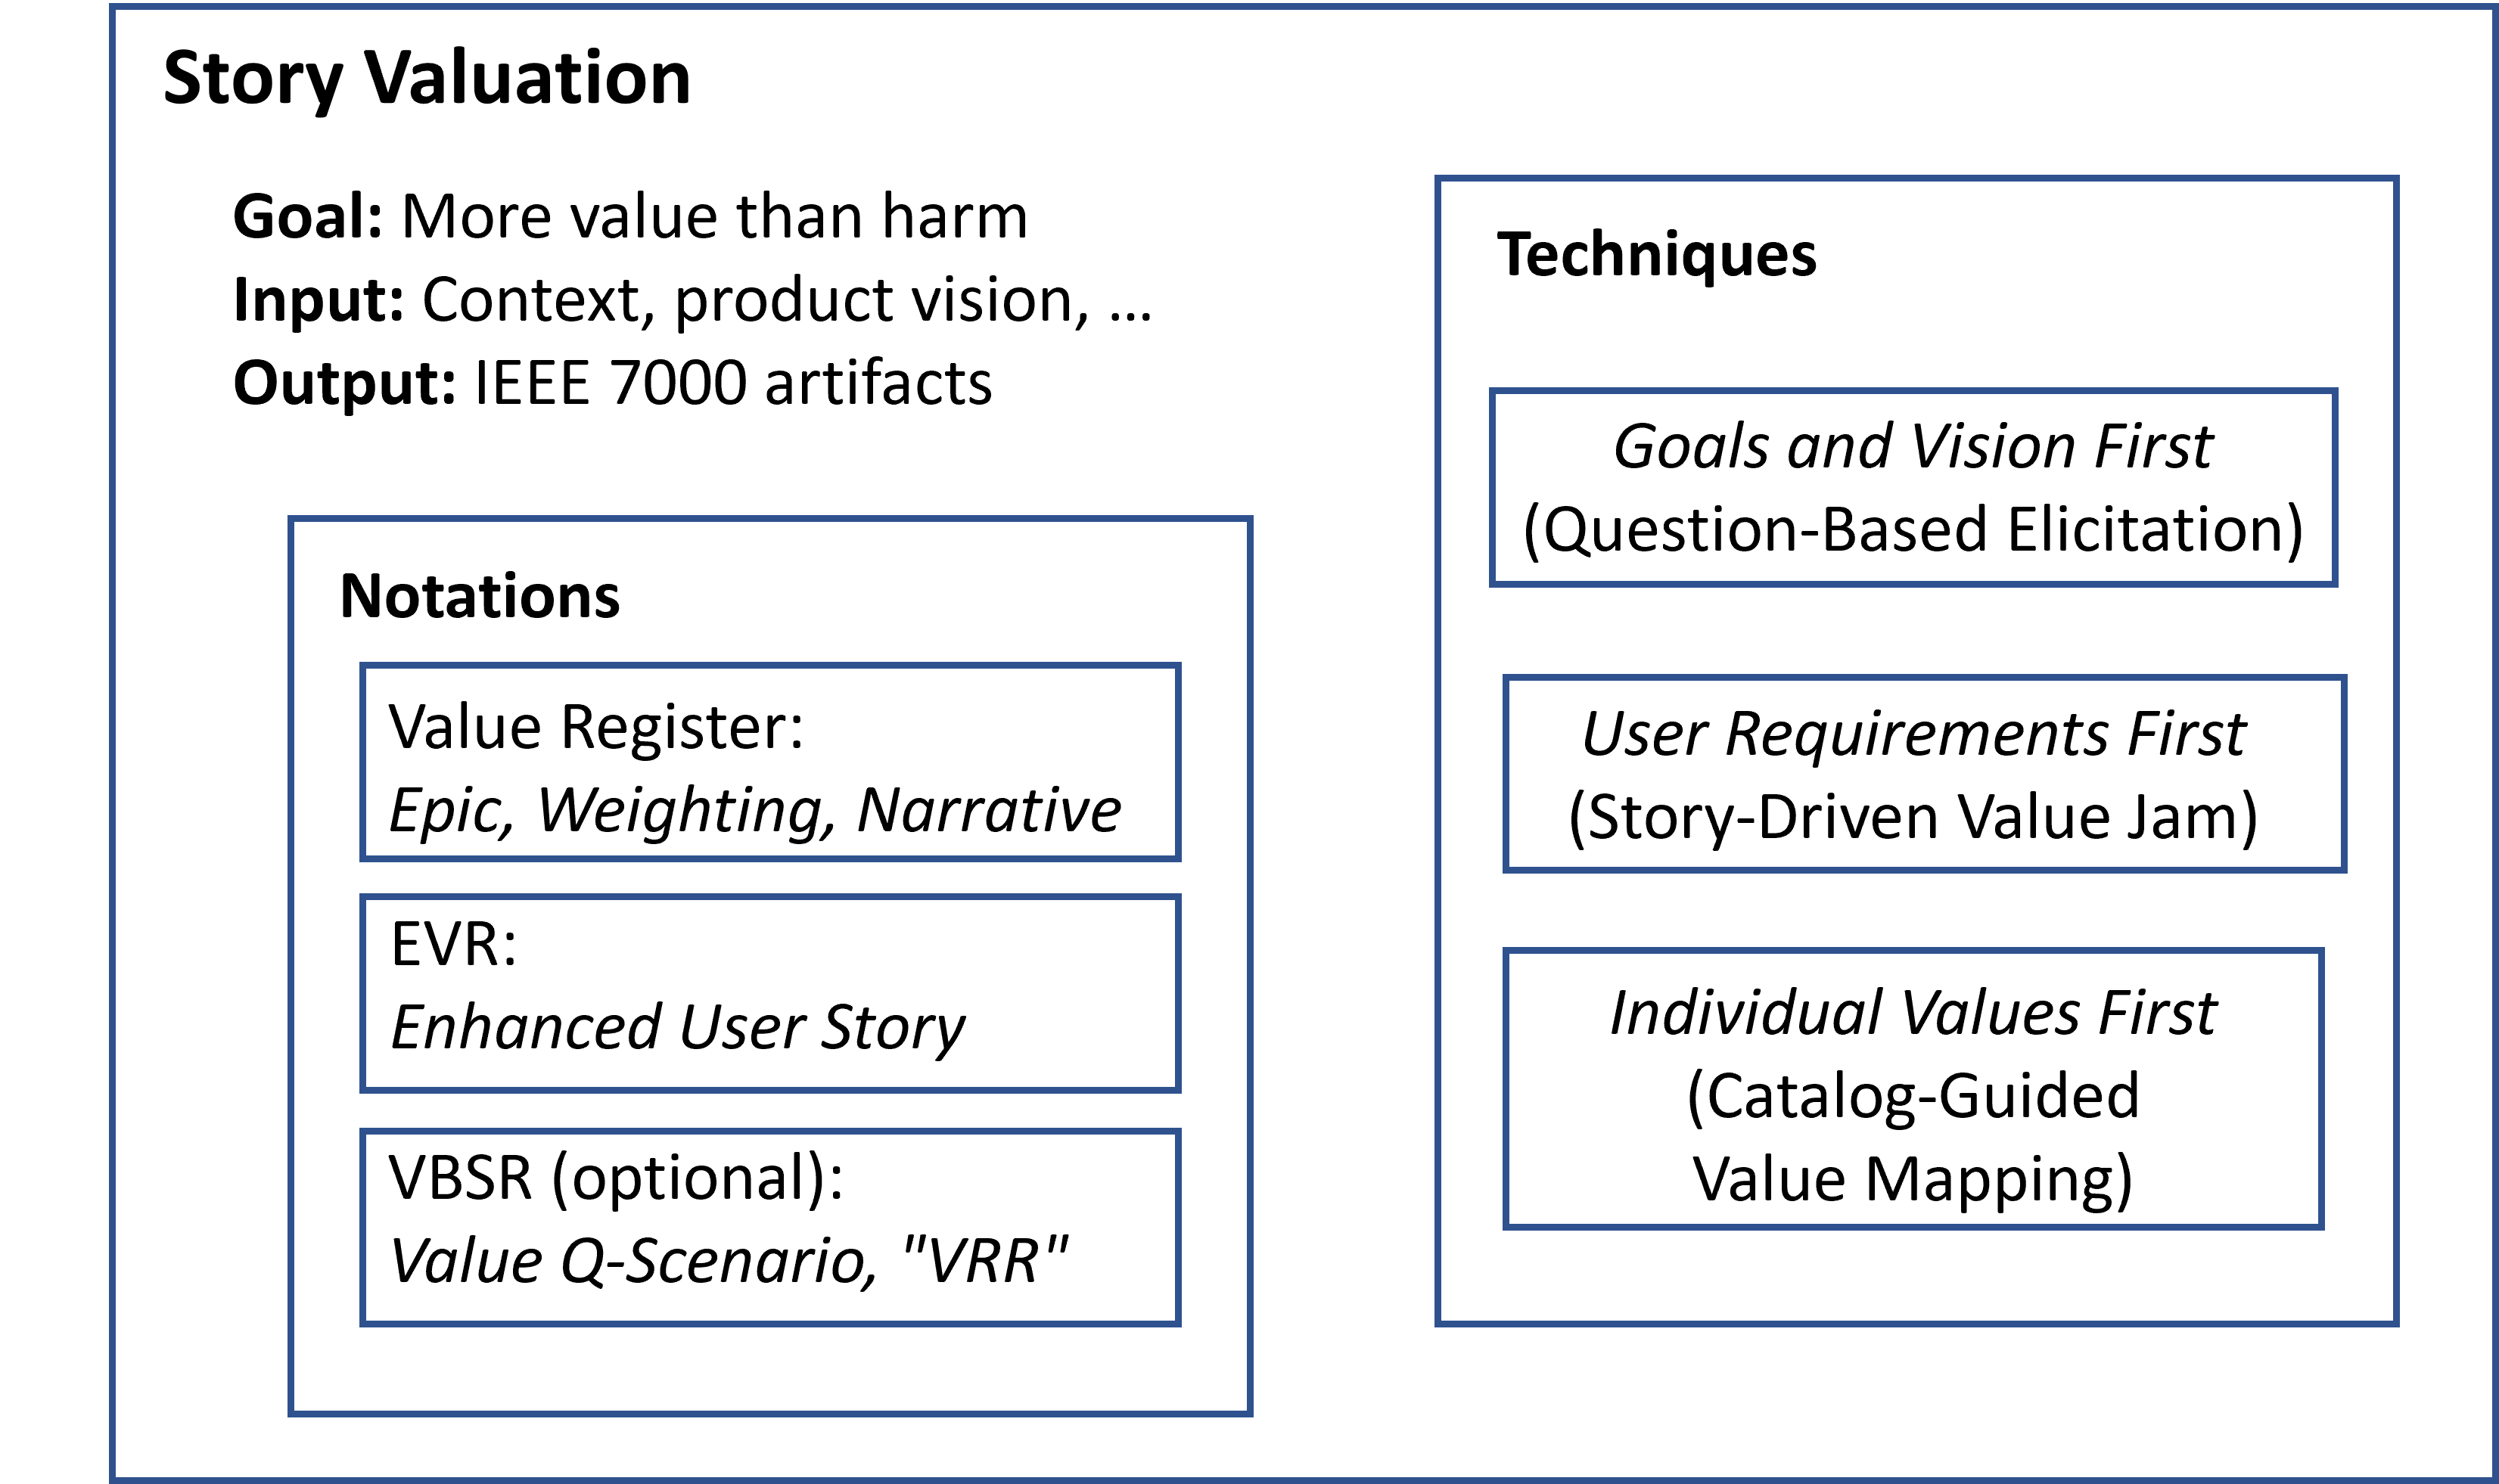 Story Valuation
Goal: More value than harm
Input: Context, product vision, ...
Output: IEEE 7000 artifacts
Notations
Value Register:
Epic, Weighting, Narrative
EVR:
Enhanced User Story
VBSR (optional):
Value Q-Scenario, "VRR"
Techniques
Goals and Vision First
(Question-Based Elicitation)
User Requirements First
(Story-Driven Value Jam)
Individual Values First
(Catalog-Guided
Value Mapping)